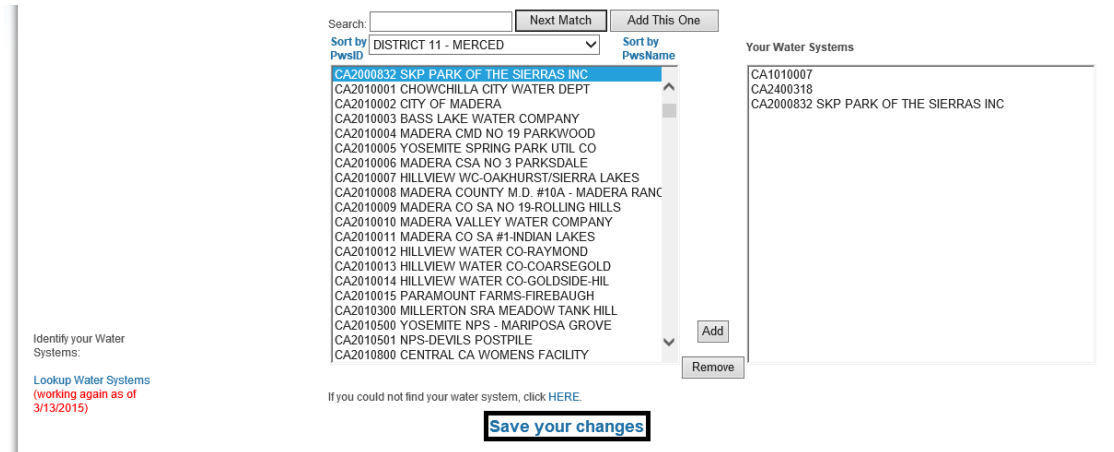 Search:
Next Match
Add This One
Sort by PwsID
DISTRICT 11 - MERCED
Sort by PwsName
Your Water Systems
CA2000832 SKP PARK OF THE SIERRAS INC
CA2010001 CHOWCHILLA CITY WATER DEPT
CA2010002 CITY OF MADERA
CA2010003 BASS LAKE WATER COMPANY
CA2010004 MADERA CMD NO 19 PARKWOOD
CA2010005 YOSEMITE SPRING PARK UTIL CO
CA2010006 MADERA CSA NO 3 PARKSDALE
CA2010007 HILLVIEW WC-OAKHURST/SIERRA LAKES
CA2010008 MADERA COUNTY M.D. #10A - MADERA RANC
CA2010009 MADERA CO SA NO 19-ROLLING HILLS
CA2010010 MADERA VALLEY WATER COMPANY
CA2010011 MADERA CO SA #1-INDIAN LAKES
CA2010012 HILLVIEW WATER CO-RAYMOND
CA2010013 HILLVIEW WATER CO-COARSEGOLD
CA2010014 HILLVIEW WATER CO-GOLDSIDE-HIL
CA2010015 PARAMOUNT FARMS-FIREBAUGH
CA2010300 MILLERTON SRA MEADOW TANK HILL
CA2010500 YOSEMITE NPS - MARIPOSA GROVE
CA2010501 NPS-DEVILS POSTPILE
CA2010800 CENTRAL CA WOMENS FACILITY
CA1010007
CA2400318
CA2000832 SKP PARK OF THE SIERRAS INC
Add
Remove
Identify your Water
Systems:
Lookup Water Systems
(working again as of
3/13/2015)
If you could not find your water system, click HERE.
Save your changes